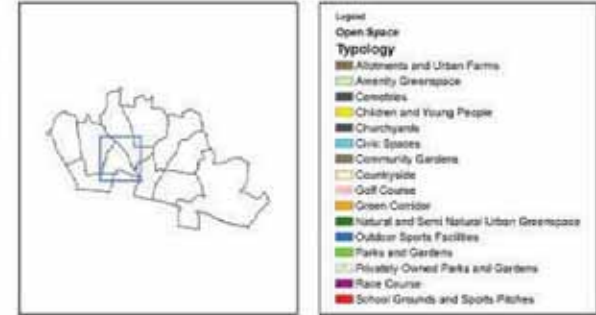 Legend
Open Space
Typology
Allotments and Urban Farms
Amenity Greenspace
Cemeteries
Children and Young People
Churchyards
Civic Spaces
Community Gardens
Countryside
Golf Course
Green Corridor
Natural and Semi Natural Urban Greenspace
Outdoor Sports Facilities
Parks and Gardens
Privately Owned Parks and Gardens
Race Course
School Grounds and Sports Pitches